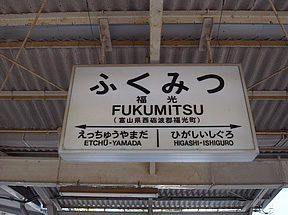 ふくみつ
福光
FUKUMITSU
(富山県西砺波郡福光町)
えっちゅうやまだ ひがしいしぐろ
ETCHŪ-YAMADA HIGASHI-ISHIGURO